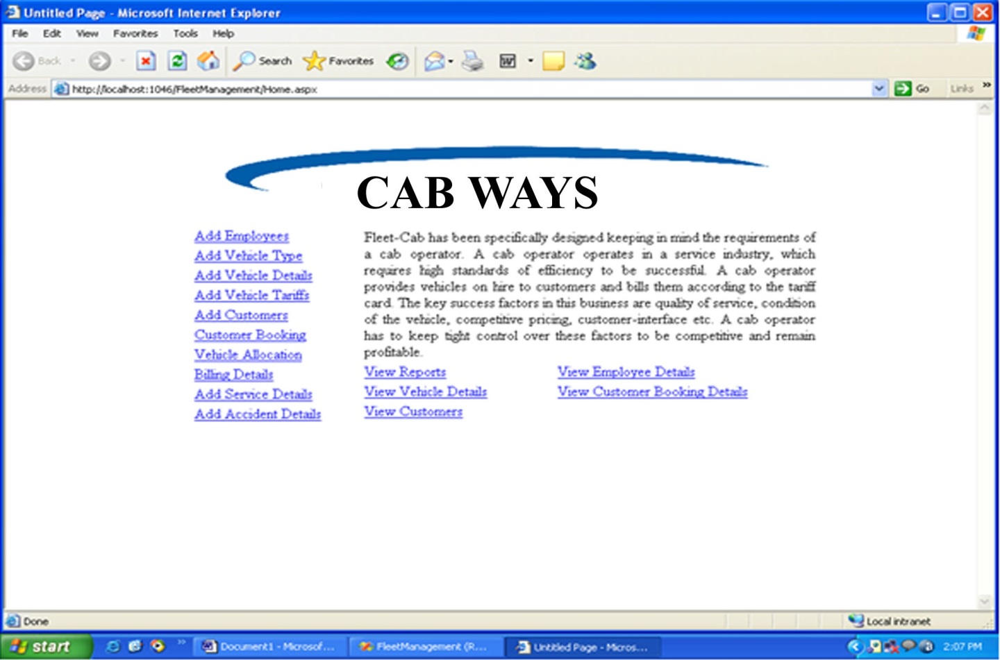 Untitled Page - Microsoft Internet Explorer
File Edit View Favorites Tools Help
Back Search Favorites
Address http://localhost:1046/FleetManagement/Home.aspx Go Links »
CAB WAYS
Add Employees
Add Vehicle Type
Add Vehicle Details
Add Vehicle Tariffs
Add Customers
Customer Booking
Vehicle Allocation
Billing Details
Add Service Details
Add Accident Details
Fleet-Cab has been specifically designed keeping in mind the requirements of
a cab operator. A cab operator operates in a service industry, which
requires high standards of efficiency to be successful. A cab operator
provides vehicles on hire to customers and bills them according to the tariff
card. The key success factors in this business are quality of service, condition
of the vehicle, competitive pricing, customer-interface etc. A cab operator
has to keep tight control over these factors to be competitive and remain
profitable.
View Reports View Employee Details
View Vehicle Details View Customer Booking Details
View Customers
Done Local intranet
start Document1 - Microsof... FleetManagement (R... Untitled Page - Micros... 2:07 PM